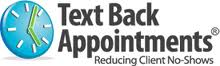 Text Back
Appointments®
Reducing Client No-Shows